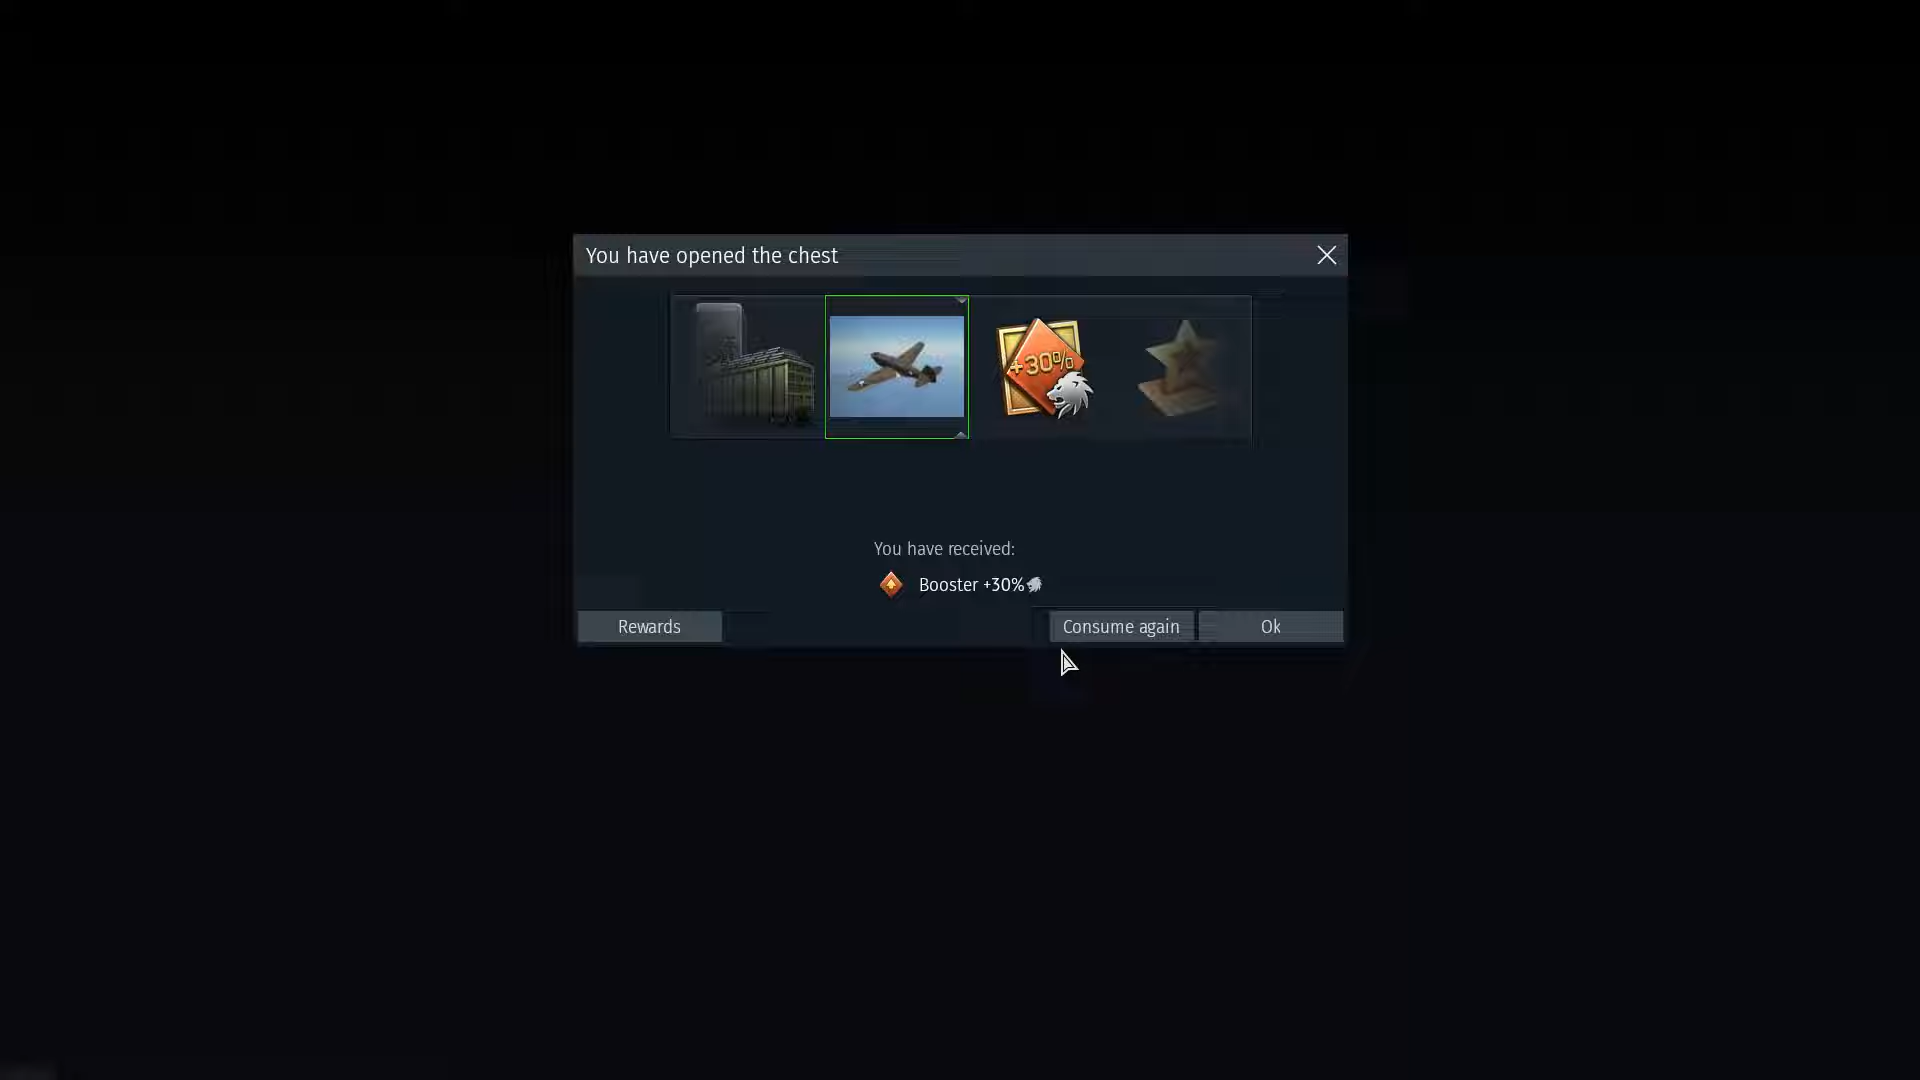 You have opened the chest
+30%
You have received:
Booster +30%
Rewards
Consume again
Ok